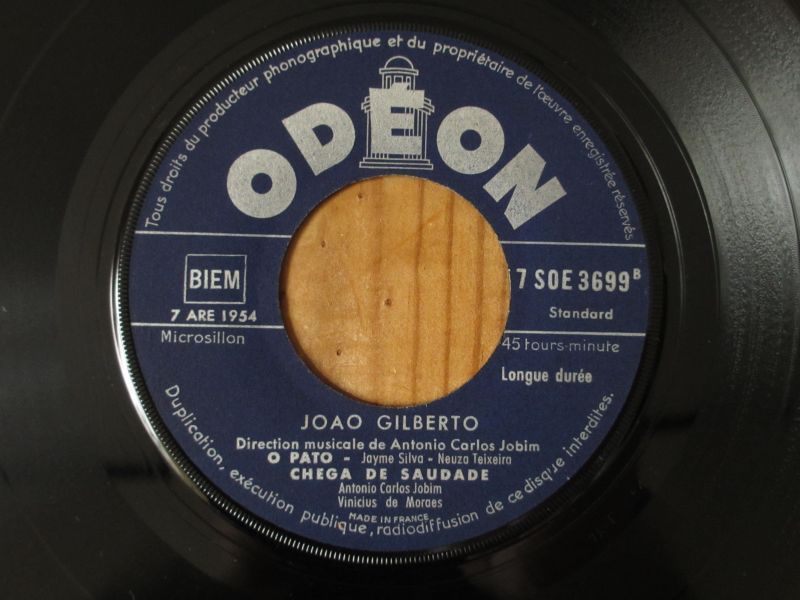 Tous droits du producteur phonographique et du propriétaire de l'œuvre, enregistrée réservés
ODEON
BIEM
7 SOE 3699 B
7 ARE 1954
Standard
Microsillon
45 tours-minute
Longue durée
JOAO GILBERTO
Direction musicale de Antonio Carlos Jobim
O PATO - Jayme Silva - Neuza Teixeira
CHEGA DE SAUDADE
Antonio Carlos Jobim
Vinicius de Moraes
MADE IN FRANCE
Duplication, exécution publique, radiodiffusion de ce disque interdites.